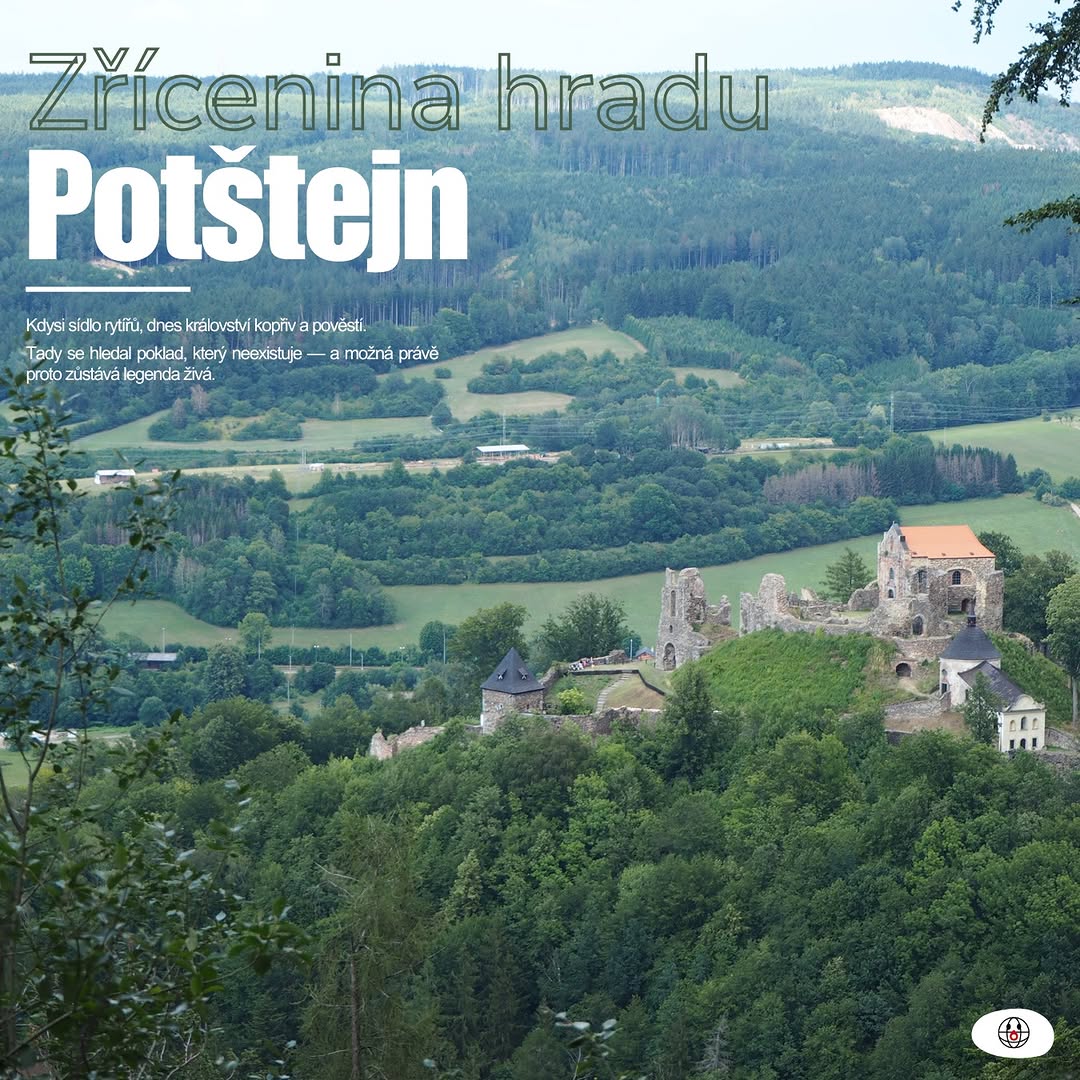 Zřícenina hradu
Potštejn
Kdysi sídlo rytířů, dnes království kopřiv a pověstí.
Tady se hledal poklad, který neexistuje — a možná právě
proto zůstává legenda živá.